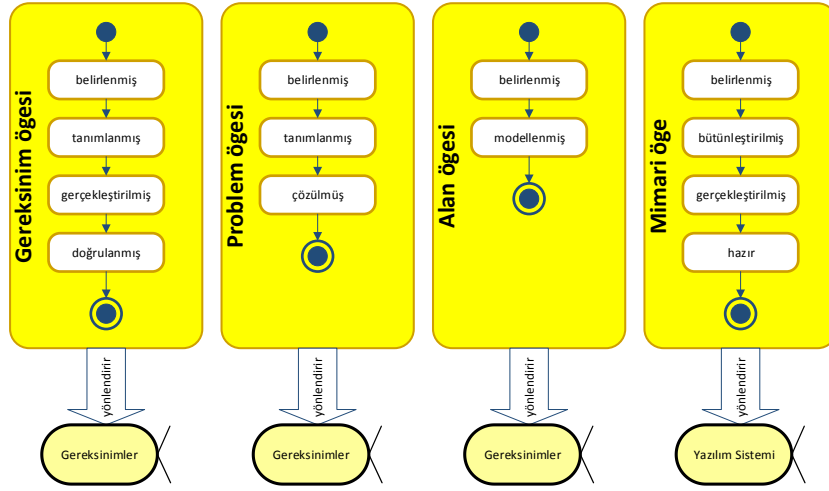 Gereksinim ögesi
belirlenmiş
tanımlanmış
gerçekleştirilmiş
doğrulanmış
yönlendirir
Gereksinimler
Problem ögesi
belirlenmiş
tanımlanmış
çözülmüş
yönlendirir
Gereksinimler
Alan ögesi
belirlenmiş
modellenmiş
yönlendirir
Gereksinimler
Mimari öge
belirlenmiş
bütünleştirilmiş
gerçekleştirilmiş
hazır
yönlendirir
Yazılım Sistemi